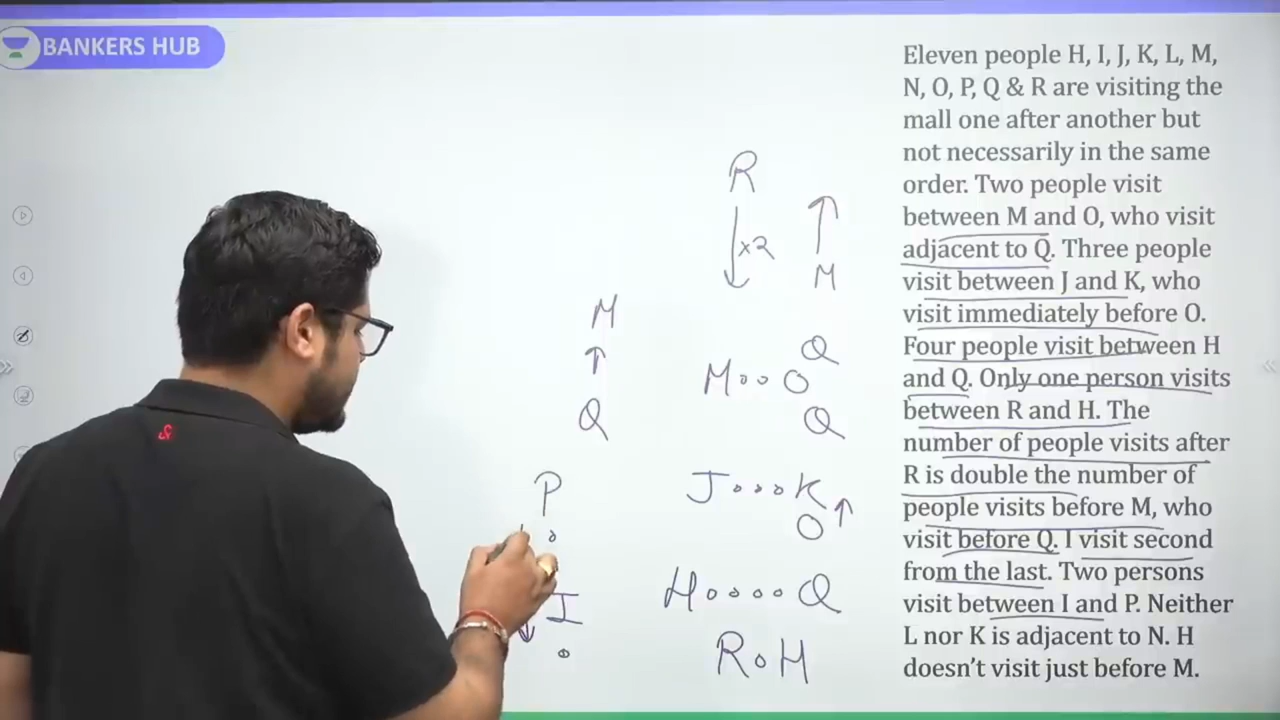 BANKERS HUB
Eleven people H, I, J, K, L, M,
N, O, P, Q & R are visiting the
mall one after another but
not necessarily in the same
order. Two people visit
between M and O, who visit
adjacent to Q. Three people
visit between J and K, who
visit immediately before O.
Four people visit between H
and Q. Only one person visits
between R and H. The
number of people visits after
R is double the number of
people visits before M, who
visit before Q. I visit second
from the last. Two persons
visit between I and P. Neither
L nor K is adjacent to N. H
doesn't visit just before M.
R
x2
M
M
Q
Q
M o o O
Q
P
J o o o K
O
I
H o o o o Q
R o H